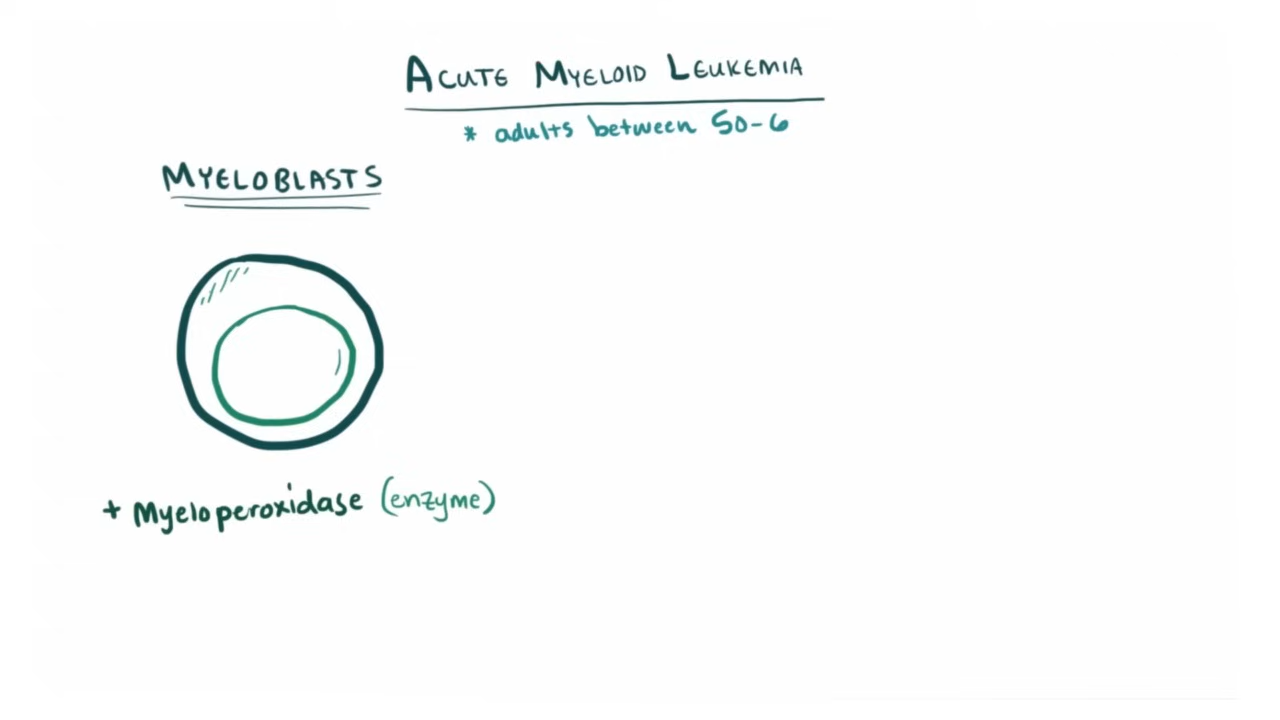 ACUTE MYELOID LEUKEMIA
* adults between 50-6
MYELOBLASTS
+ Myeloperoxidase (enzyme)